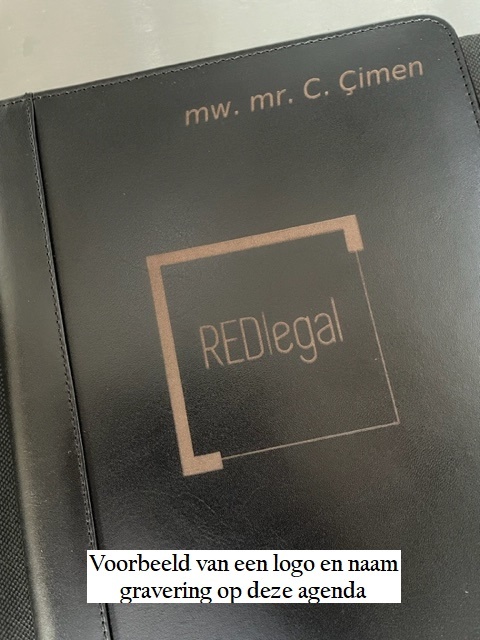 mw. mr. C. Çimen
REDlegal
Voorbeeld van een logo en naam
gravering op deze agenda